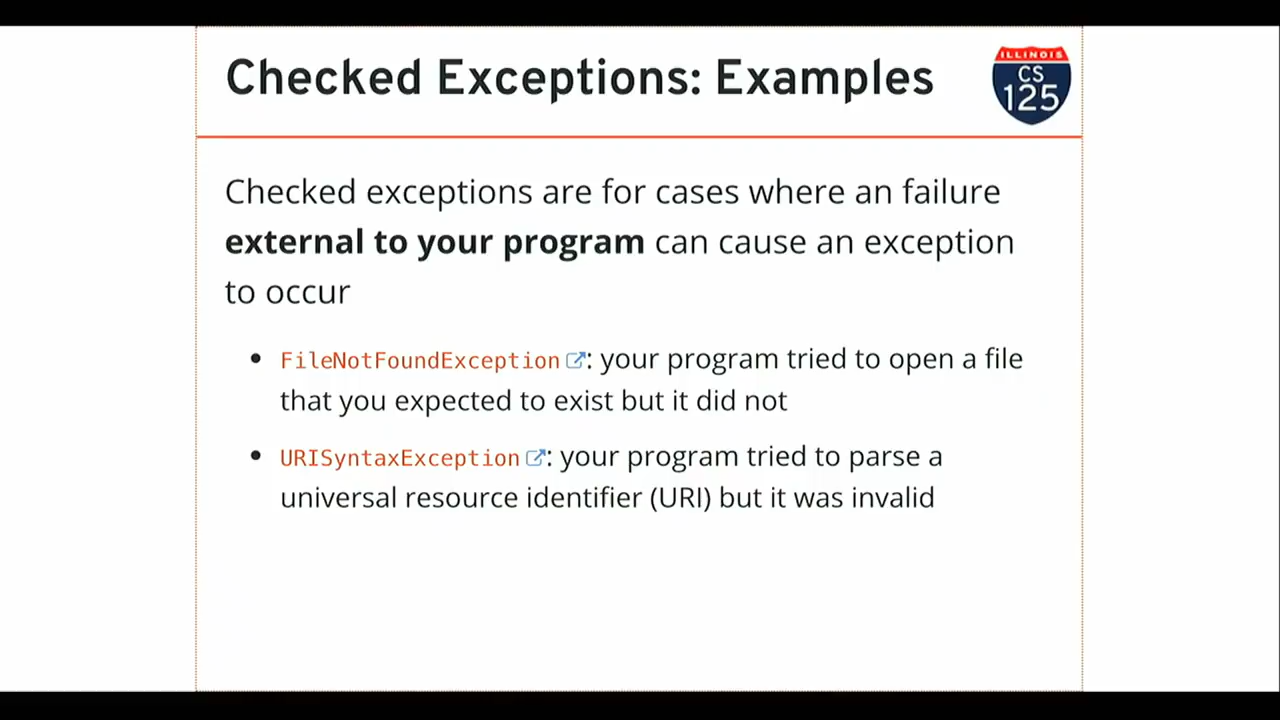 Checked Exceptions: Examples
ILLINOIS
CS
125
Checked exceptions are for cases where an failure
external to your program can cause an exception
to occur
• FileNotFoundException: your program tried to open a file
that you expected to exist but it did not
• URISyntaxException: your program tried to parse a
universal resource identifier (URI) but it was invalid